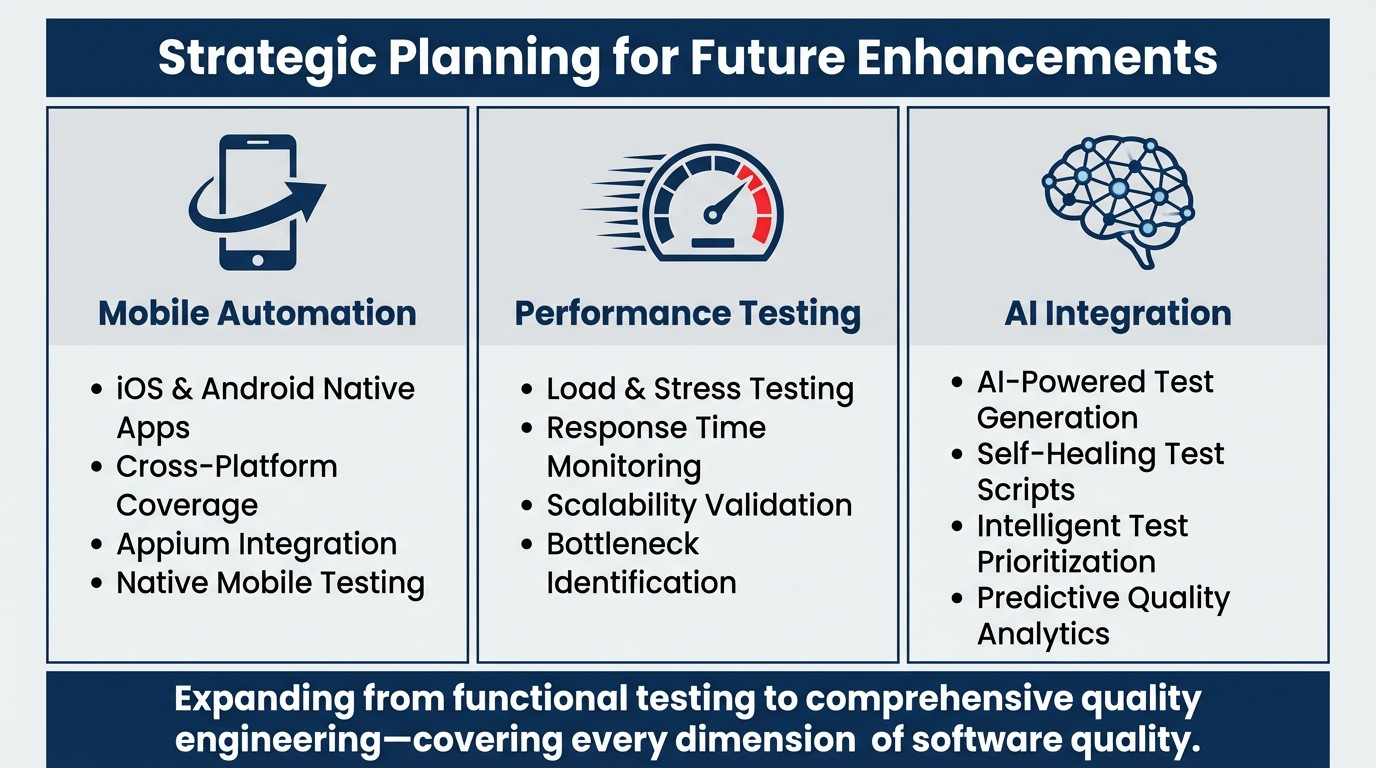 Strategic Planning for Future Enhancements
Mobile Automation
• iOS & Android Native
Apps
• Cross-Platform
Coverage
• Appium Integration
• Native Mobile Testing
Performance Testing
• Load & Stress Testing
• Response Time
Monitoring
• Scalability Validation
• Bottleneck
Identification
AI Integration
• AI-Powered Test
Generation
• Self-Healing Test
Scripts
• Intelligent Test
Prioritization
• Predictive Quality
Analytics
Expanding from functional testing to comprehensive quality
engineering—covering every dimension  of software quality.